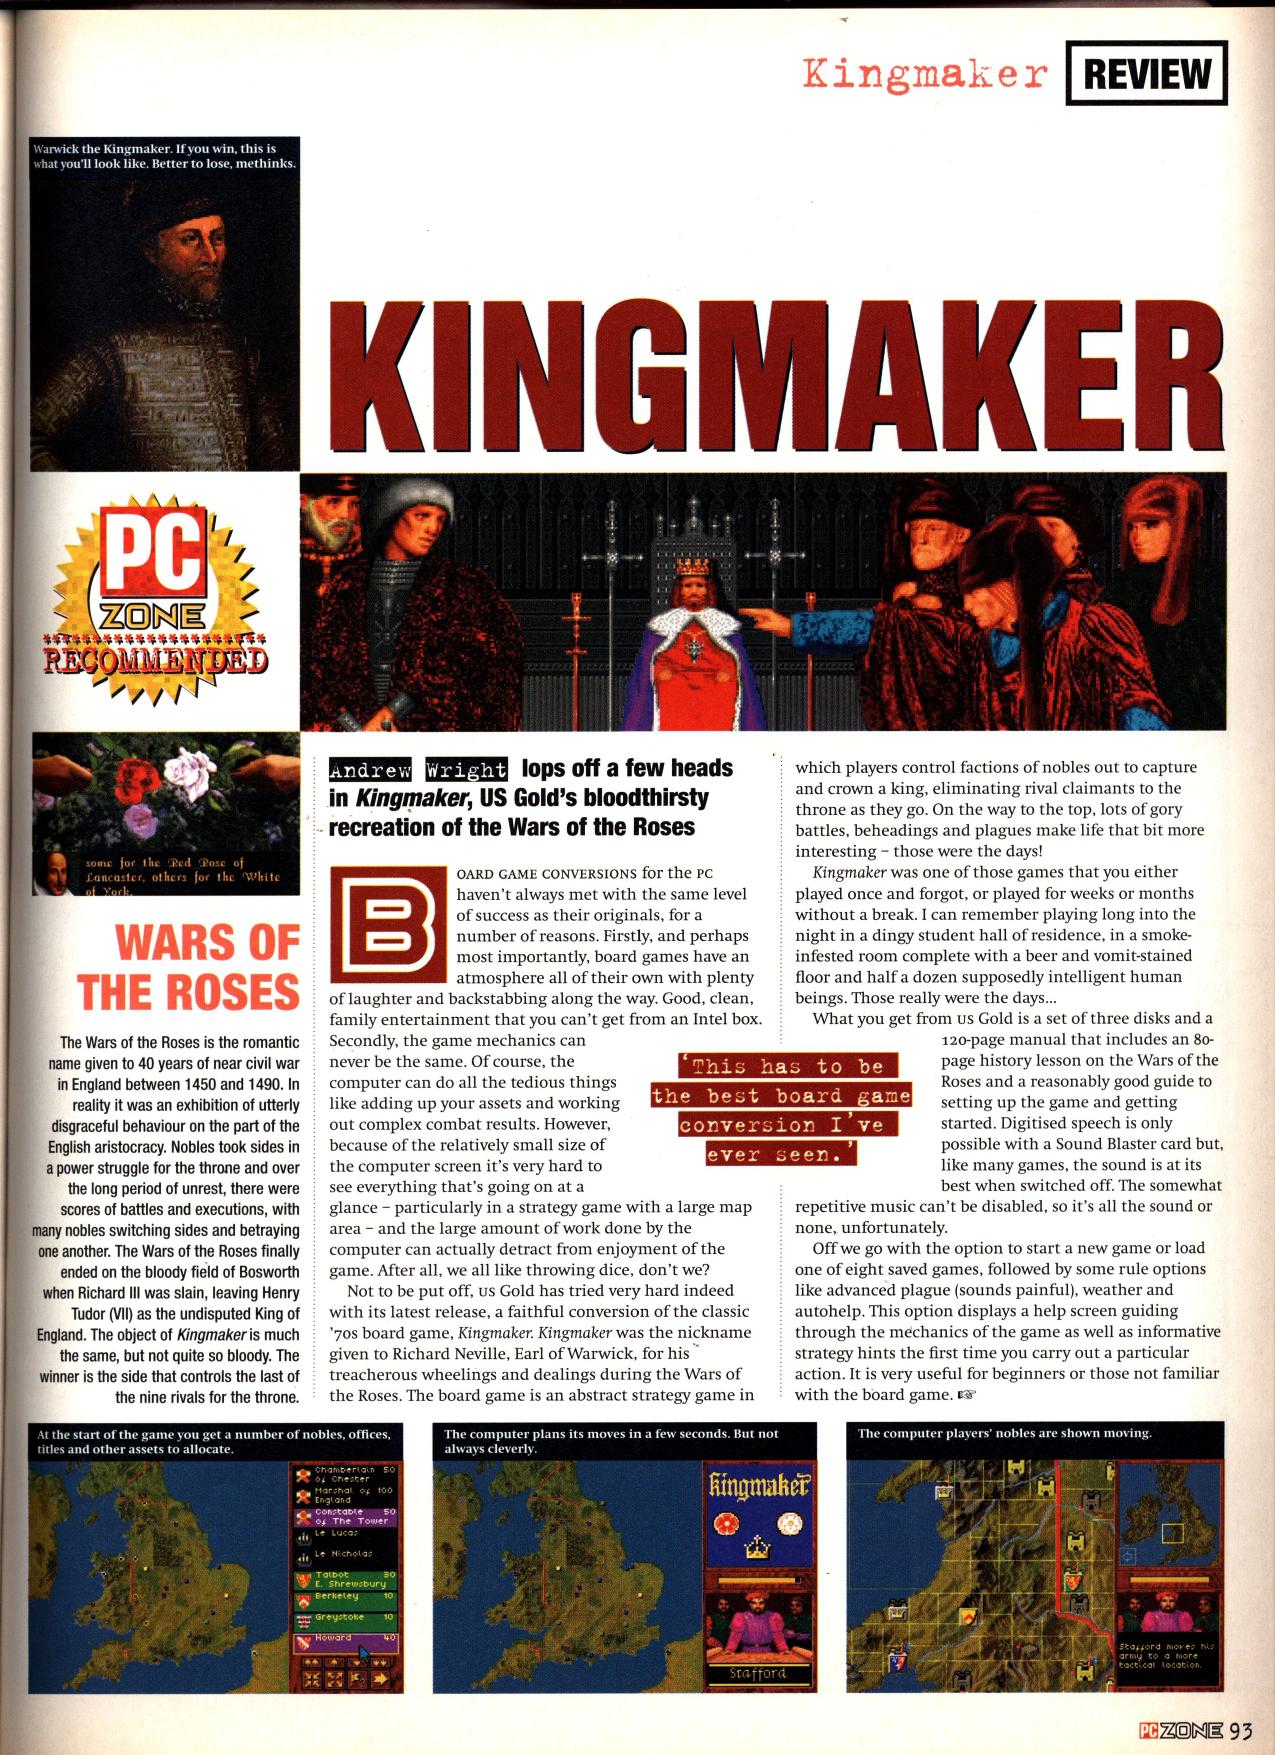 Kingmaker REVIEW
Warwick the Kingmaker. If you win, this is
what you'll look like. Better to lose, methinks.
KINGMAKER
PC
ZONE
RECOMMENDED
some for the Red Rose of
Lancaster, others for the White
of York.
WARS OF
THE ROSES
The Wars of the Roses is the romantic
name given to 40 years of near civil war
in England between 1450 and 1490. In
reality it was an exhibition of utterly
disgraceful behaviour on the part of the
English aristocracy. Nobles took sides in
a power struggle for the throne and over
the long period of unrest, there were
scores of battles and executions, with
many nobles switching sides and betraying
one another. The Wars of the Roses finally
ended on the bloody field of Bosworth
when Richard III was slain, leaving Henry
Tudor (VII) as the undisputed King of
England. The object of Kingmaker is much
the same, but not quite so bloody. The
winner is the side that controls the last of
the nine rivals for the throne.
Andrew Wright lops off a few heads
in Kingmaker, US Gold's bloodthirsty
recreation of the Wars of the Roses
BOARD GAME CONVERSIONS for the PC
haven't always met with the same level
of success as their originals, for a
number of reasons. Firstly, and perhaps
most importantly, board games have an
atmosphere all of their own with plenty
of laughter and backstabbing along the way. Good, clean,
family entertainment that you can't get from an Intel box.
Secondly, the game mechanics can
never be the same. Of course, the
computer can do all the tedious things
like adding up your assets and working
out complex combat results. However,
because of the relatively small size of
the computer screen it's very hard to
see everything that's going on at a
glance – particularly in a strategy game with a large map
area – and the large amount of work done by the
computer can actually detract from enjoyment of the
game. After all, we all like throwing dice, don't we?
Not to be put off, US Gold has tried very hard indeed
with its latest release, a faithful conversion of the classic
'70s board game, Kingmaker. Kingmaker was the nickname
given to Richard Neville, Earl of Warwick, for his
treacherous wheelings and dealings during the Wars of
the Roses. The board game is an abstract strategy game in
'This has to be
the best board game
conversion I've
ever seen.'
which players control factions of nobles out to capture
and crown a king, eliminating rival claimants to the
throne as they go. On the way to the top, lots of gory
battles, beheadings and plagues make life that bit more
interesting – those were the days!
Kingmaker was one of those games that you either
played once and forgot, or played for weeks or months
without a break. I can remember playing long into the
night in a dingy student hall of residence, in a smoke-
infested room complete with a beer and vomit-stained
floor and half a dozen supposedly intelligent human
beings. Those really were the days...
What you get from US Gold is a set of three disks and a
120-page manual that includes an 80-
page history lesson on the Wars of the
Roses and a reasonably good guide to
setting up the game and getting
started. Digitised speech is only
possible with a Sound Blaster card but,
like many games, the sound is at its
best when switched off. The somewhat
repetitive music can't be disabled, so it's all the sound or
none, unfortunately.
Off we go with the option to start a new game or load
one of eight saved games, followed by some rule options
like advanced plague (sounds painful), weather and
autohelp. This option displays a help screen guiding
through the mechanics of the game as well as informative
strategy hints the first time you carry out a particular
action. It is very useful for beginners or those not familiar
with the board game. ☞
At the start of the game you get a number of nobles, offices,
titles and other assets to allocate.
Chamberlain 50
of Chester
Marshal of 100
England
Constable 50
of The Tower
Le Lucas
Le Nicholas
Talbot 30
E. Shrewsbury
Berkeley 10
Greystoke 10
Howard 40
The computer plans its moves in a few seconds. But not
always cleverly.
Kingmaker
Stafford
The computer players' nobles are shown moving.
Stafford moves his
army to a more
tactical location.
PC ZONE 93